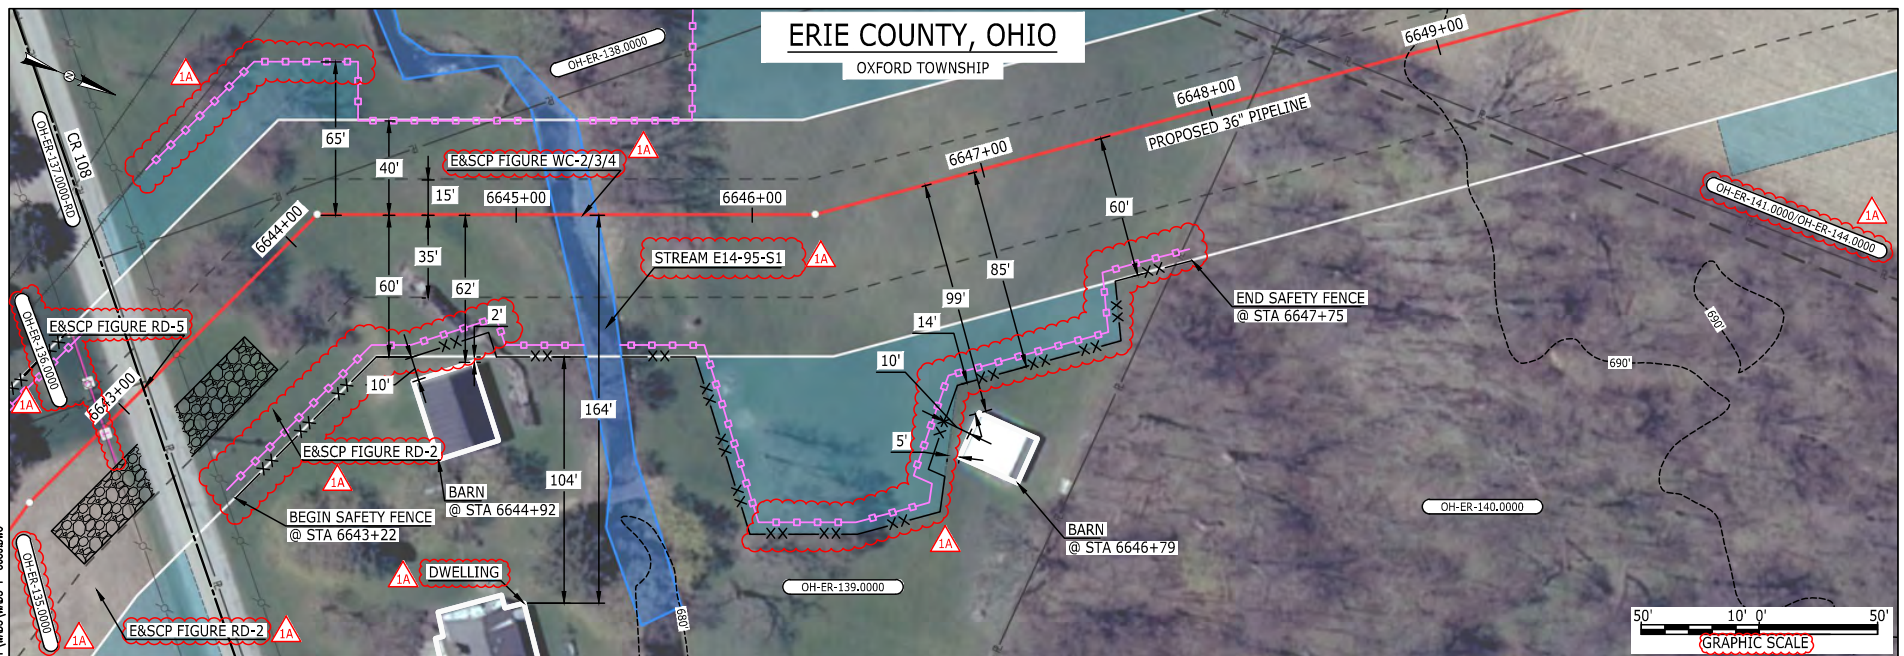 ERIE COUNTY, OHIO
OXFORD TOWNSHIP
N
CR 108
OH-ER-137.0000-RD
OH-ER-138.0000
1A
65'
40'
15'
35'
60'
62'
2'
10'
E&SCP FIGURE WC-2/3/4
1A
6643+00
6644+00
6645+00
6646+00
6647+00
6648+00
6649+00
PROPOSED 36" PIPELINE
STREAM E14-95-S1
1A
60'
85'
99'
14'
10'
5'
END SAFETY FENCE
@ STA 6647+75
OH-ER-141.0000/OH-ER-144.0000
1A
690'
690'
E&SCP FIGURE RD-5
OH-ER-136.0000
1A
E&SCP FIGURE RD-2
1A
BARN
@ STA 6644+92
BEGIN SAFETY FENCE
@ STA 6643+22
164'
104'
DWELLING
1A
680'
1A
BARN
@ STA 6646+79
OH-ER-139.0000
OH-ER-140.0000
OH-ER-135.0000
1A
E&SCP FIGURE RD-2
1A
50' 10' 0' 50'
GRAPHIC SCALE